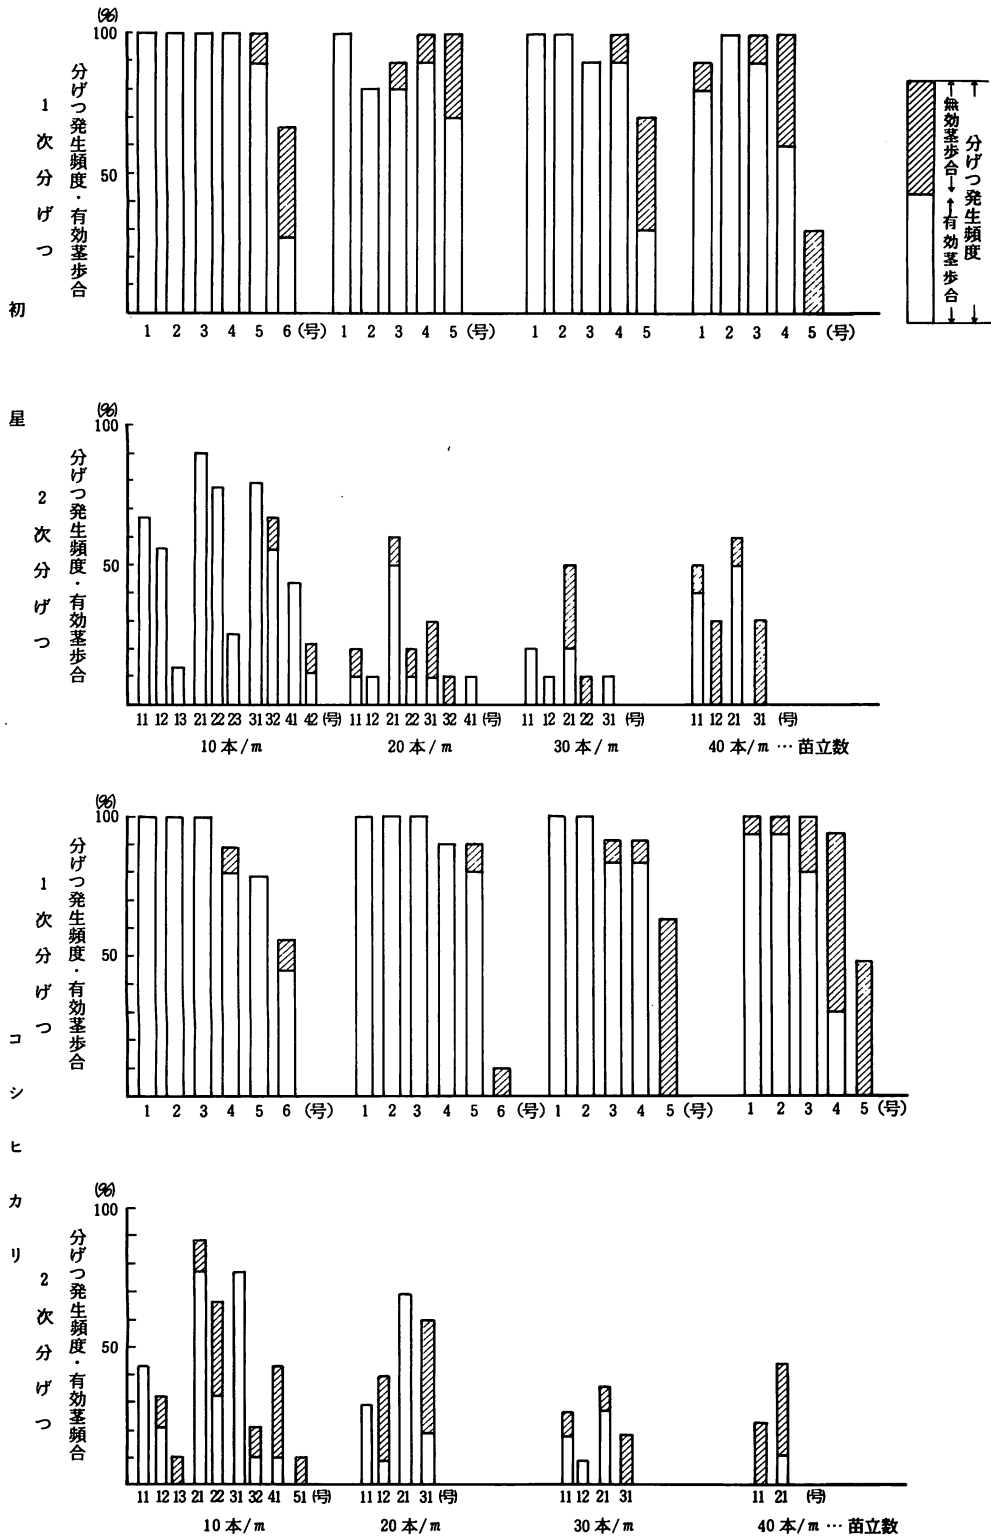 初星
1次分げつ
分げつ発生頻度・有効茎歩合
(%)
100
50
1 2 3 4 5 6 (号) 1 2 3 4 5 (号) 1 2 3 4 5 1 2 3 4 5 (号)
無効茎歩合
有効茎歩合
分げつ発生頻度
2次分げつ
分げつ発生頻度・有効茎歩合
(%)
100
50
11 12 13 21 22 23 31 32 41 42 (号) 11 12 21 22 31 32 41 (号) 11 12 21 22 31 (号) 11 12 21 31 (号)
10本/m 20本/m 30本/m 40本/m … 苗立数
コシヒカリ
1次分げつ
分げつ発生頻度・有効茎歩合
(%)
100
50
1 2 3 4 5 6 (号) 1 2 3 4 5 6 (号) 1 2 3 4 5 (号) 1 2 3 4 5 (号)
2次分げつ
分げつ発生頻度・有効茎頻合
(%)
100
50
11 12 13 21 22 31 32 41 51 (号) 11 12 21 31 (号) 11 12 21 31 11 21 (号)
10本/m 20本/m 30本/m 40本/m … 苗立数